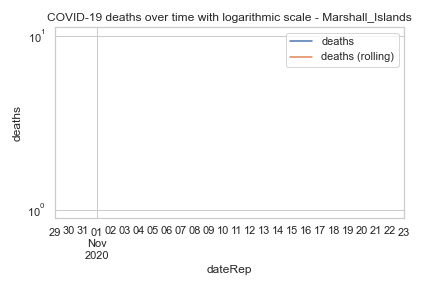 COVID-19 deaths over time with logarithmic scale - Marshall_Islands
10¹
deaths
deaths (rolling)
deaths
10⁰
29 30 31 01 02 03 04 05 06 07 08 09 10 11 12 13 14 15 16 17 18 19 20 21 22 23
Nov
2020
dateRep